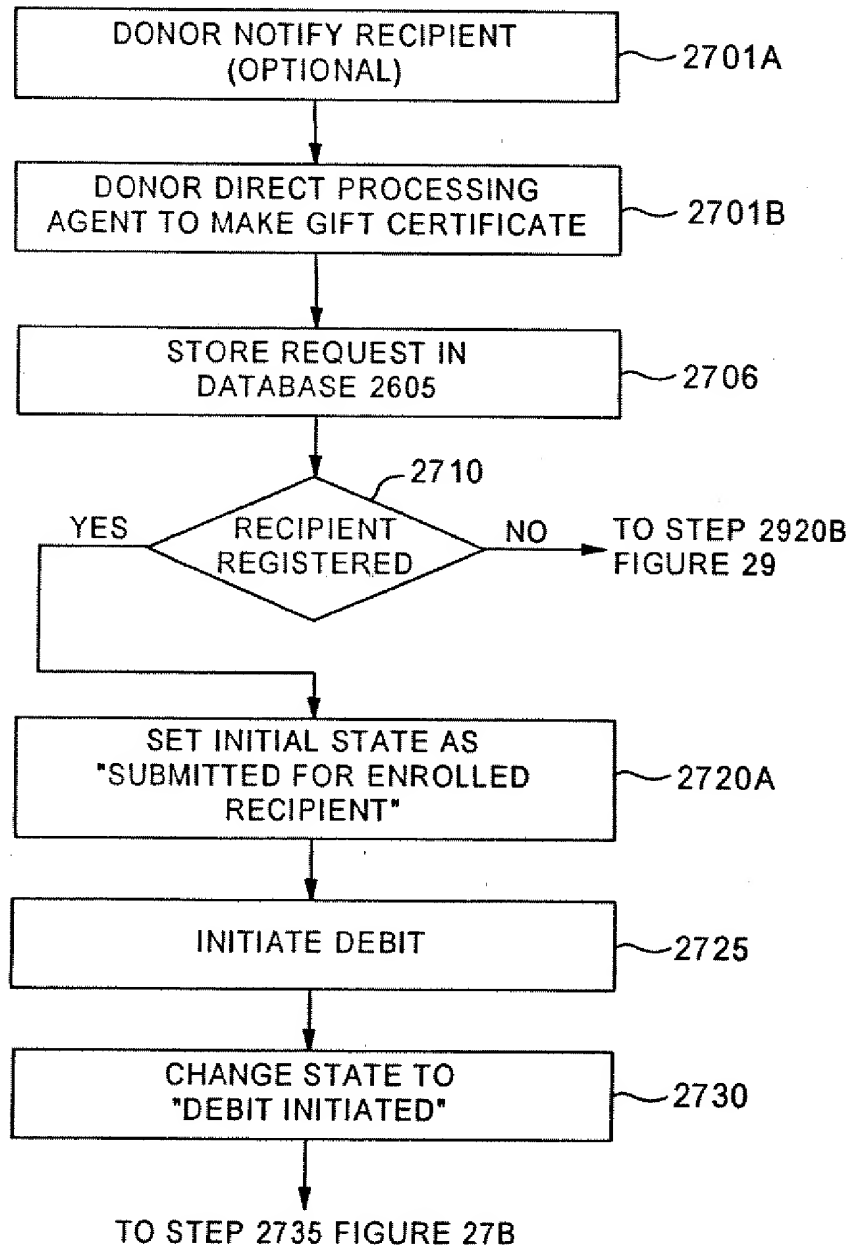 DONOR NOTIFY RECIPIENT
(OPTIONAL)
2701A
DONOR DIRECT PROCESSING
AGENT TO MAKE GIFT CERTIFICATE
2701B
STORE REQUEST IN
DATABASE 2605
2706
2710
YES
RECIPIENT
REGISTERED
NO
TO STEP 2920B
FIGURE 29
SET INITIAL STATE AS
"SUBMITTED FOR ENROLLED
RECIPIENT"
2720A
INITIATE DEBIT
2725
CHANGE STATE TO
"DEBIT INITIATED"
2730
TO STEP 2735 FIGURE 27B